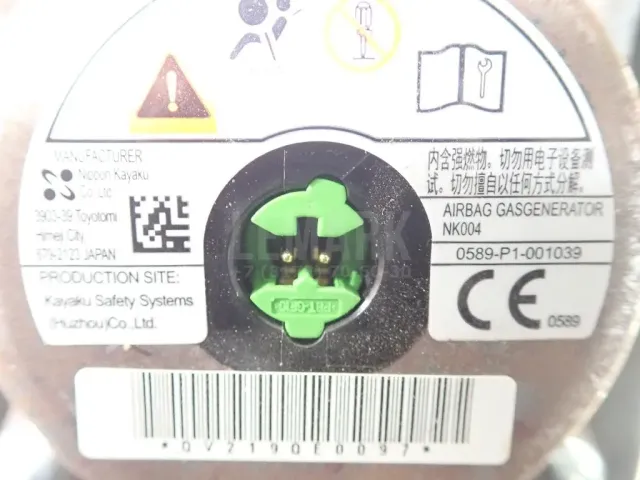 MANUFACTURER
Nippon Kayaku
Co.,Ltd.
3903-39 Toyotomi
Himeji City
679-2123 JAPAN
PRODUCTION SITE:
Kayaku Safety Systems
(Huzhou)Co.,Ltd.
内含强燃物。切勿用电子设备测
试。切勿擅自以任何方式分解。
AIRBAG GASGENERATOR
NK004
0589-P1-001039
CE 0589
LEMARK
*QV2190E0097*